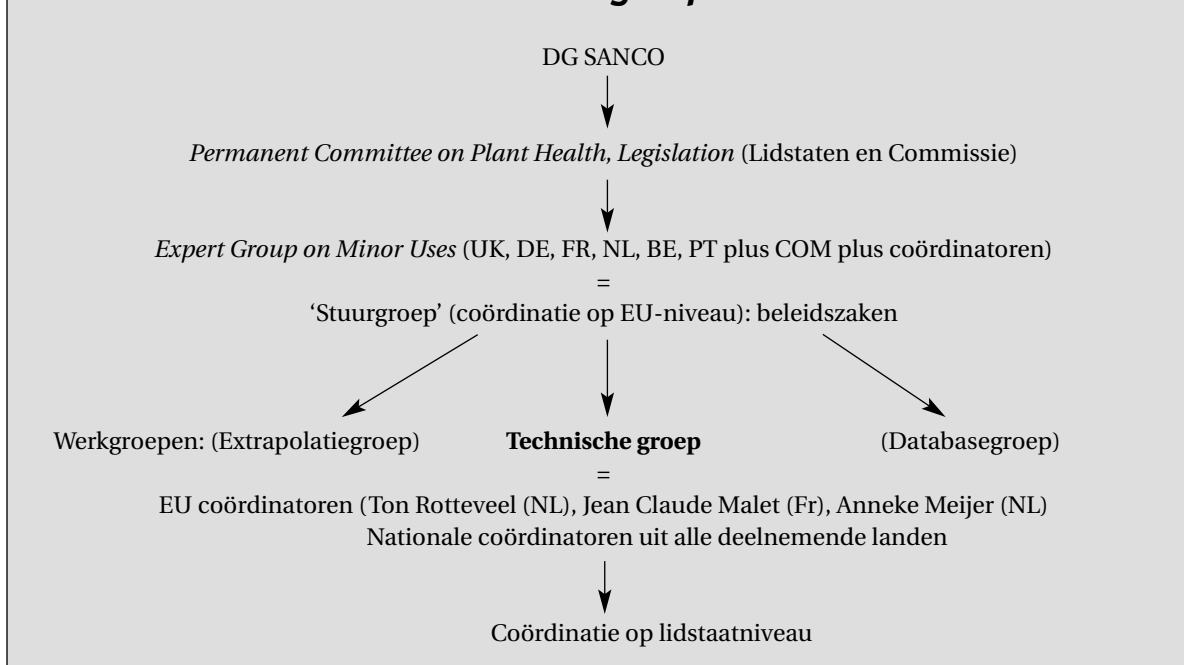 DG SANCO
Permanent Committee on Plant Health, Legislation (Lidstaten en Commissie)
Expert Group on Minor Uses (UK, DE, FR, NL, BE, PT plus COM plus coördinatoren)
=
‘Stuurgroep’ (coördinatie op EU-niveau): beleidszaken
Werkgroepen: (Extrapolatiegroep) Technische groep (Databasegroep)
=
EU coördinatoren (Ton Rotteveel (NL), Jean Claude Malet (Fr), Anneke Meijer (NL)
Nationale coördinatoren uit alle deelnemende landen
Coördinatie op lidstaatniveau